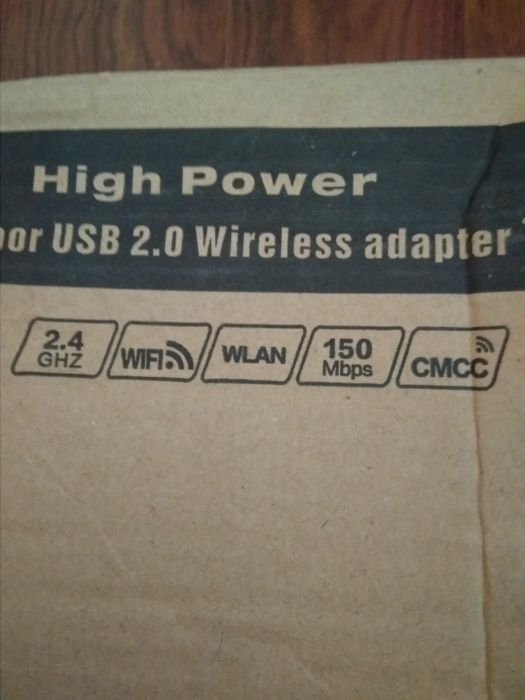 High Power
oor USB 2.0 Wireless adapter
2.4
GHZ
WIFI
WLAN
150
Mbps
CMCC